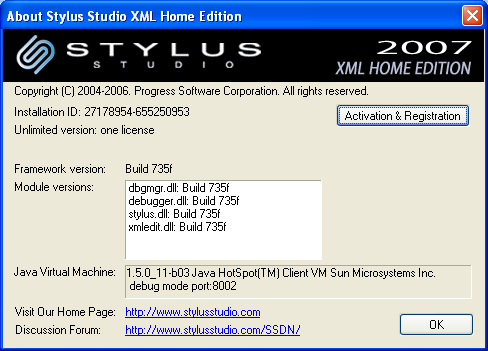 About Stylus Studio XML Home Edition
STYLUS
STUDIO
2007
XML HOME EDITION
Copyright (C) 2004-2006. Progress Software Corporation. All rights reserved.
Installation ID: 27178954-655250953
Activation & Registration
Unlimited version: one license
Framework version: Build 735f
Module versions: dbgmgr.dll: Build 735f
debugger.dll: Build 735f
stylus.dll: Build 735f
xmledit.dll: Build 735f
Java Virtual Machine: 1.5.0_11-b03 Java HotSpot(TM) Client VM Sun Microsystems Inc.
debug mode port:8002
Visit Our Home Page: http://www.stylusstudio.com
Discussion Forum: http://www.stylusstudio.com/SSDN/
OK